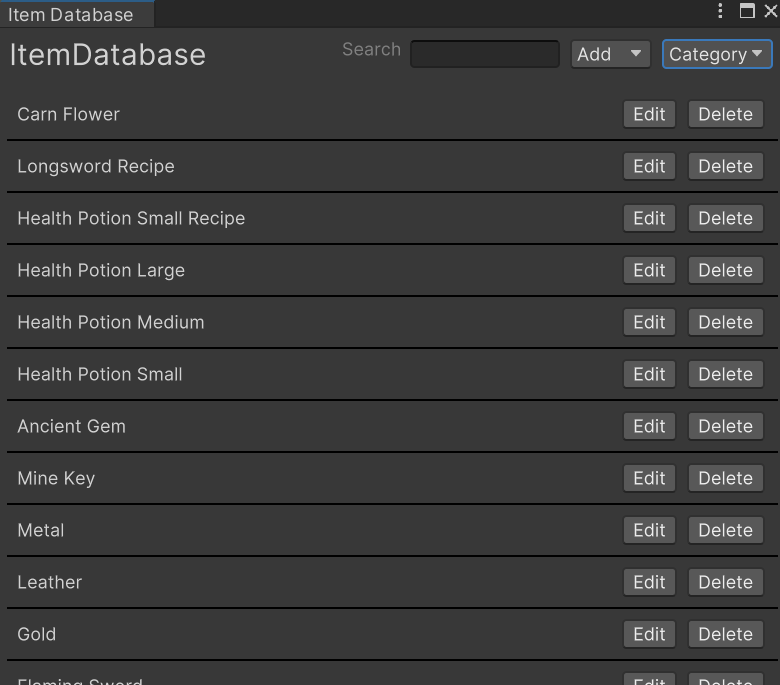 Item Database
ItemDatabase Search Add Category
Carn Flower Edit Delete
Longsword Recipe Edit Delete
Health Potion Small Recipe Edit Delete
Health Potion Large Edit Delete
Health Potion Medium Edit Delete
Health Potion Small Edit Delete
Ancient Gem Edit Delete
Mine Key Edit Delete
Metal Edit Delete
Leather Edit Delete
Gold Edit Delete
Flaming Sword Edit Delete